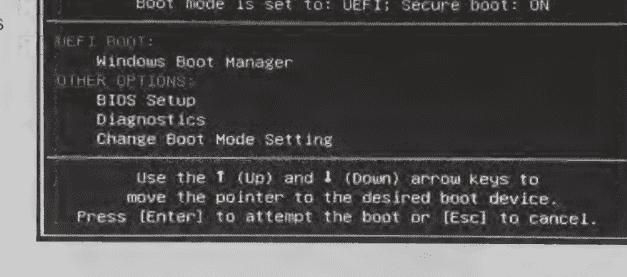 Boot mode is set to: UEFI; Secure boot: ON
UEFI BOOT:
Windows Boot Manager
OTHER OPTIONS:
BIOS Setup
Diagnostics
Change Boot Mode Setting
Use the ↑ (Up) and ↓ (Down) arrow keys to
move the pointer to the desired boot device.
Press [Enter] to attempt the boot or [Esc] to cancel.